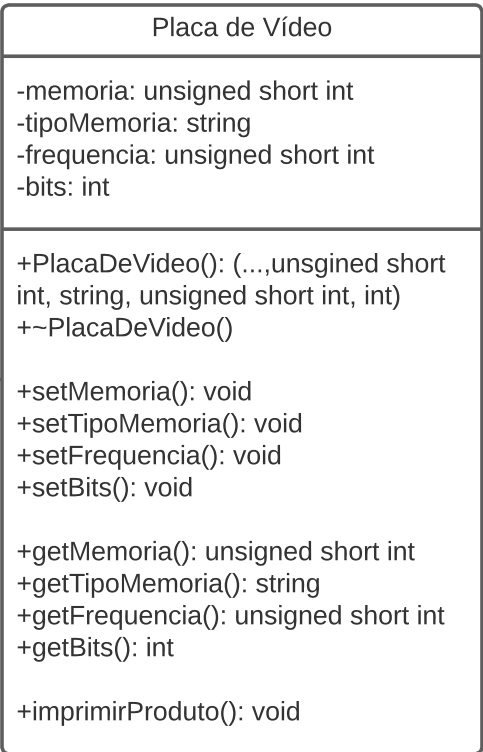 Placa de Vídeo
-memoria: unsigned short int
-tipoMemoria: string
-frequencia: unsigned short int
-bits: int
+PlacaDeVideo(): (...,unsgined short
int, string, unsigned short int, int)
+~PlacaDeVideo()
+setMemoria(): void
+setTipoMemoria(): void
+setFrequencia(): void
+setBits(): void
+getMemoria(): unsigned short int
+getTipoMemoria(): string
+getFrequencia(): unsigned short int
+getBits(): int
+imprimirProduto(): void